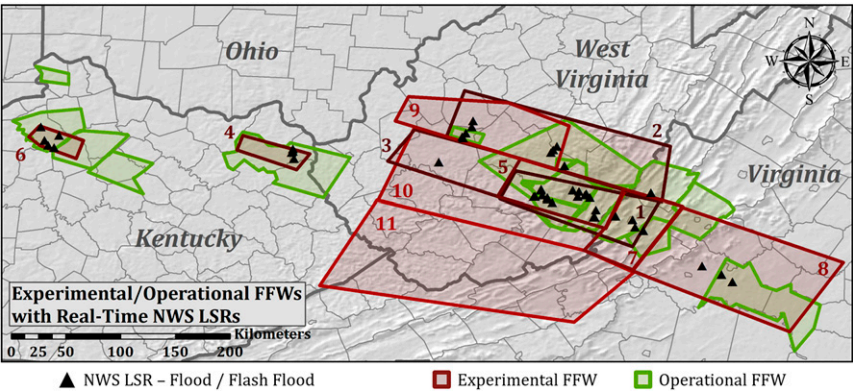 Ohio
West
Virginia
N
W E
S
9
2
4
3
6
5
Virginia
10
1
11
Kentucky
7
8
Experimental/Operational FFWs
with Real-Time NWS LSRs
Kilometers
0 25 50 100 150 200
NWS LSR – Flood / Flash Flood
Experimental FFW
Operational FFW